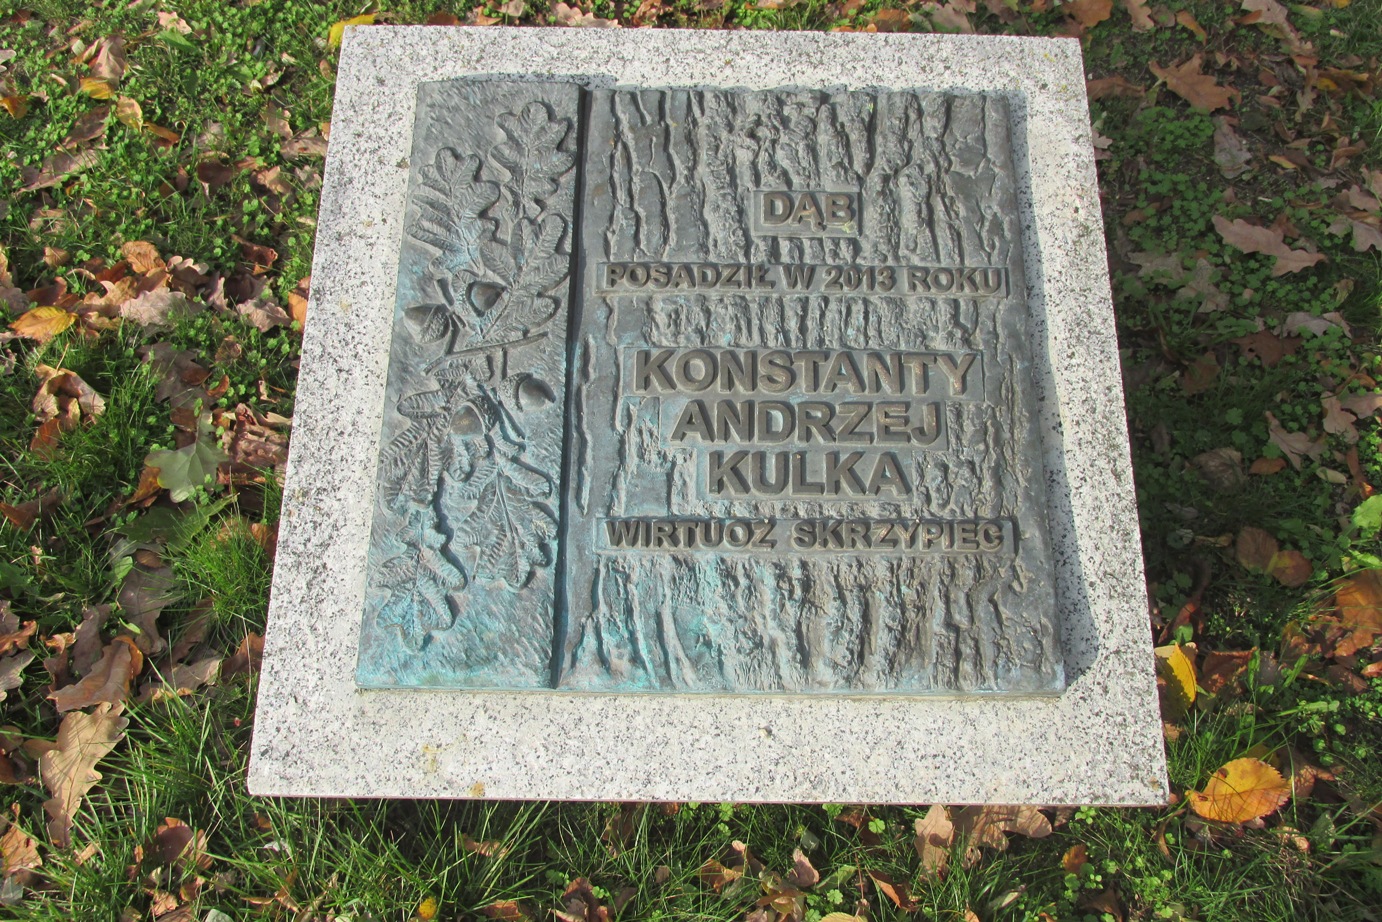 DĄB
POSADZIŁ W 2013 ROKU
KONSTANTY
ANDRZEJ
KULKA
WIRTUOZ SKRZYPIEC